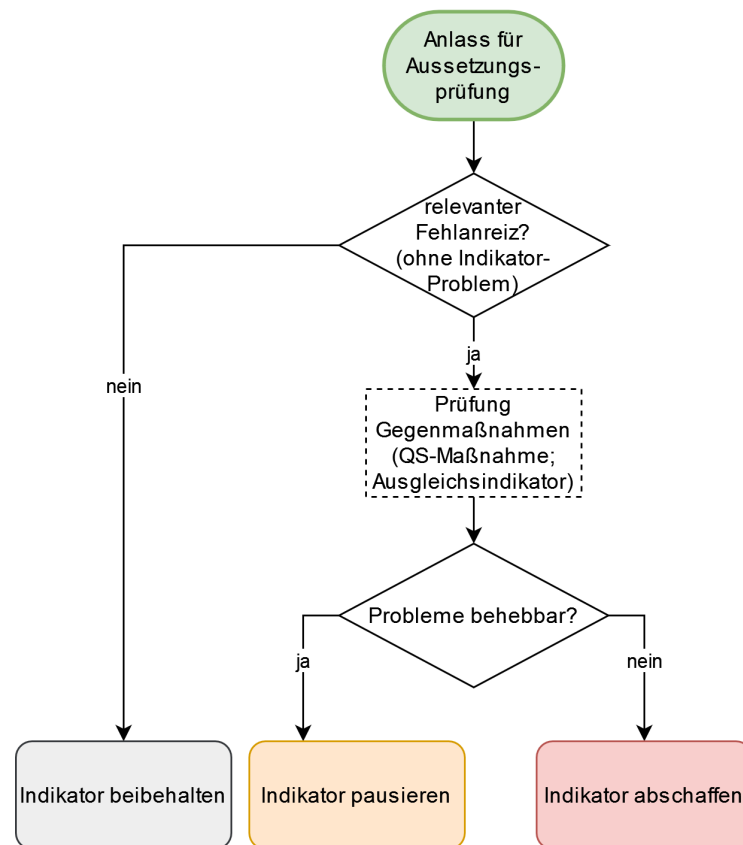 Anlass für
Aussetzungs-
prüfung
relevanter
Fehlanreiz?
(ohne Indikator-
Problem)
nein
ja
Prüfung
Gegenmaßnahmen
(QS-Maßnahme;
Ausgleichsindikator)
Probleme behebbar?
ja
nein
Indikator beibehalten
Indikator pausieren
Indikator abschaffen